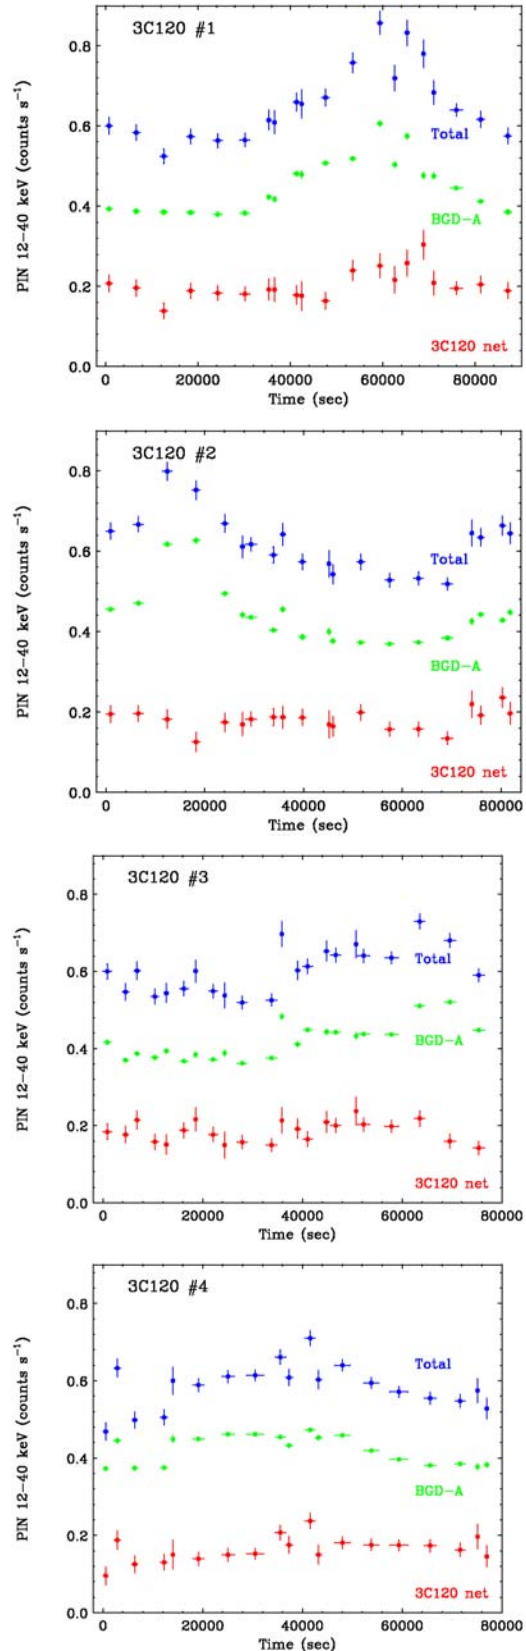 3C120 #1
0.8
Total
0.6
BGD-A
0.4
3C120 net
0.2
0.0
0 20000 40000 60000 80000
Time (sec)
PIN 12-40 keV (counts s⁻¹)
3C120 #2
0.8
Total
0.6
BGD-A
0.4
3C120 net
0.2
0.0
0 20000 40000 60000 80000
Time (sec)
PIN 12-40 keV (counts s⁻¹)
3C120 #3
0.8
Total
0.6
BGD-A
0.4
3C120 net
0.2
0.0
0 20000 40000 60000 80000
Time (sec)
PIN 12-40 keV (counts s⁻¹)
3C120 #4
0.8
Total
0.6
BGD-A
0.4
3C120 net
0.2
0.0
0 20000 40000 60000 80000
Time (sec)
PIN 12-40 keV (counts s⁻¹)